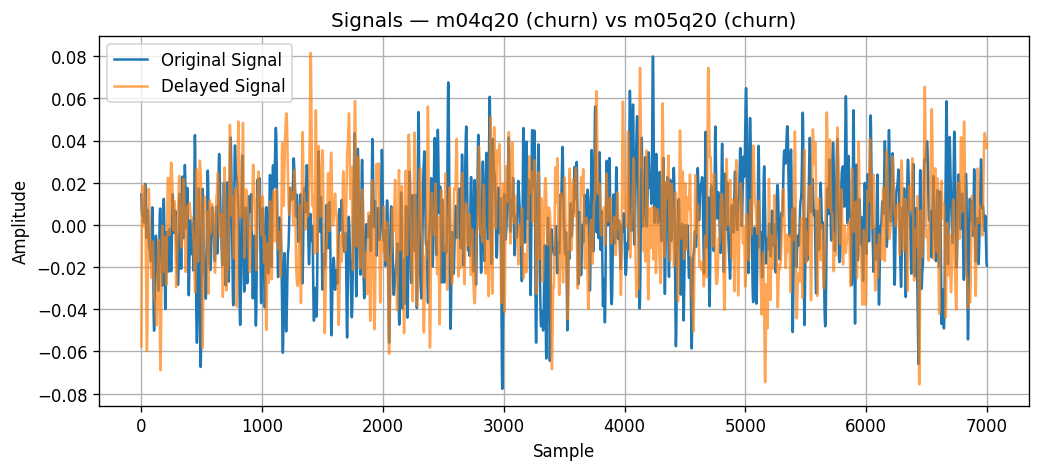 Signals — m04q20 (churn) vs m05q20 (churn)
Original Signal
Delayed Signal
Amplitude
0.08
0.06
0.04
0.02
0.00
−0.02
−0.04
−0.06
−0.08
0 1000 2000 3000 4000 5000 6000 7000
Sample